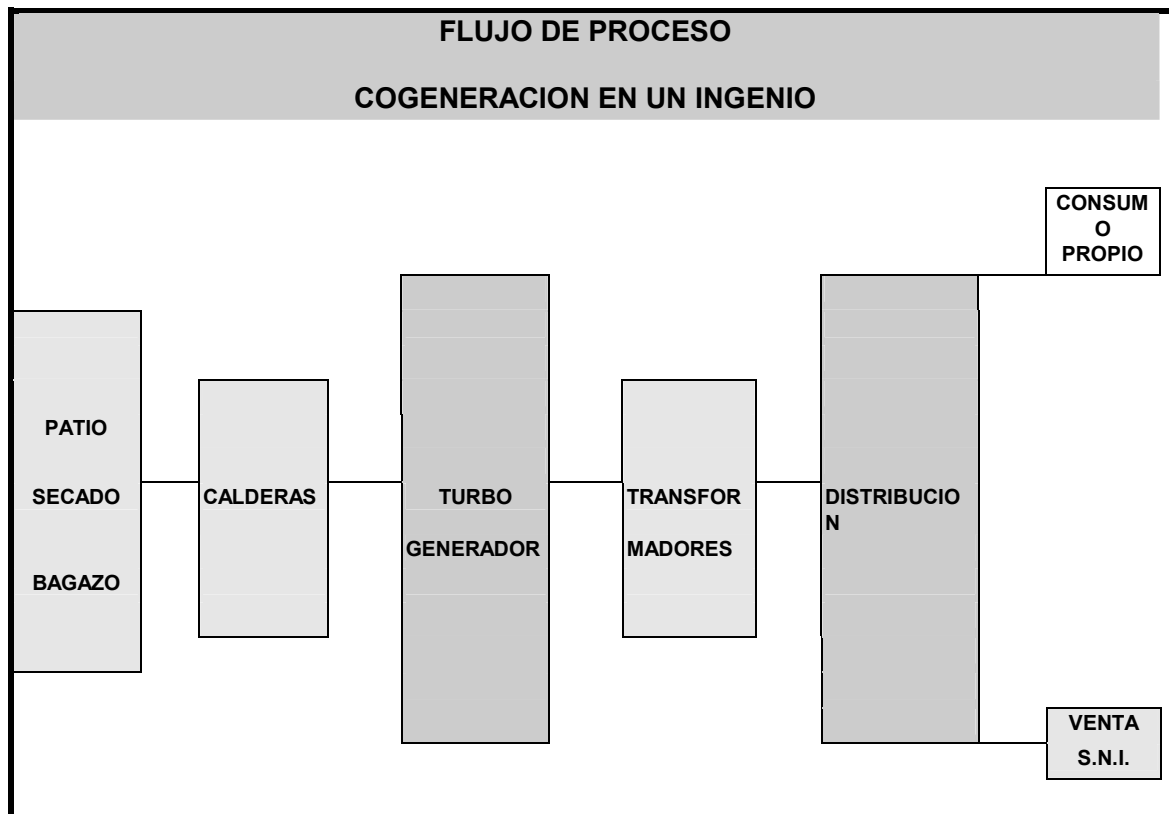 FLUJO DE PROCESO
COGENERACION EN UN INGENIO
CONSUM
O
PROPIO
PATIO
SECADO
BAGAZO
CALDERAS
TURBO
GENERADOR
TRANSFOR
MADORES
DISTRIBUCIO
N
VENTA
S.N.I.